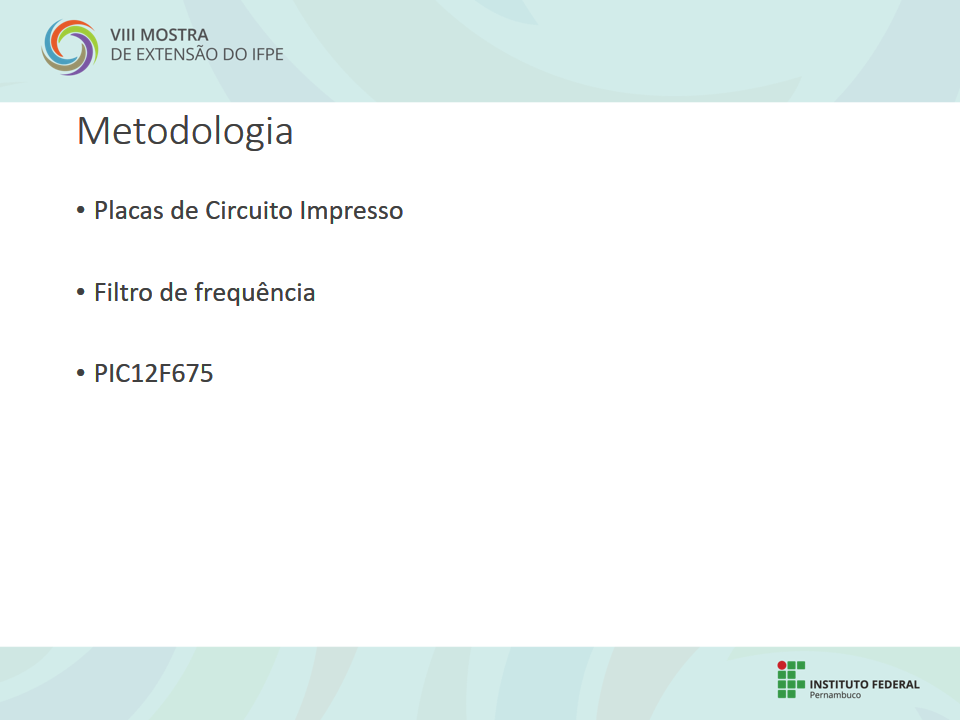 VIII MOSTRA
DE EXTENSÃO DO IFPE
Metodologia
• Placas de Circuito Impresso
• Filtro de frequência
• PIC12F675
INSTITUTO FEDERAL
Pernambuco